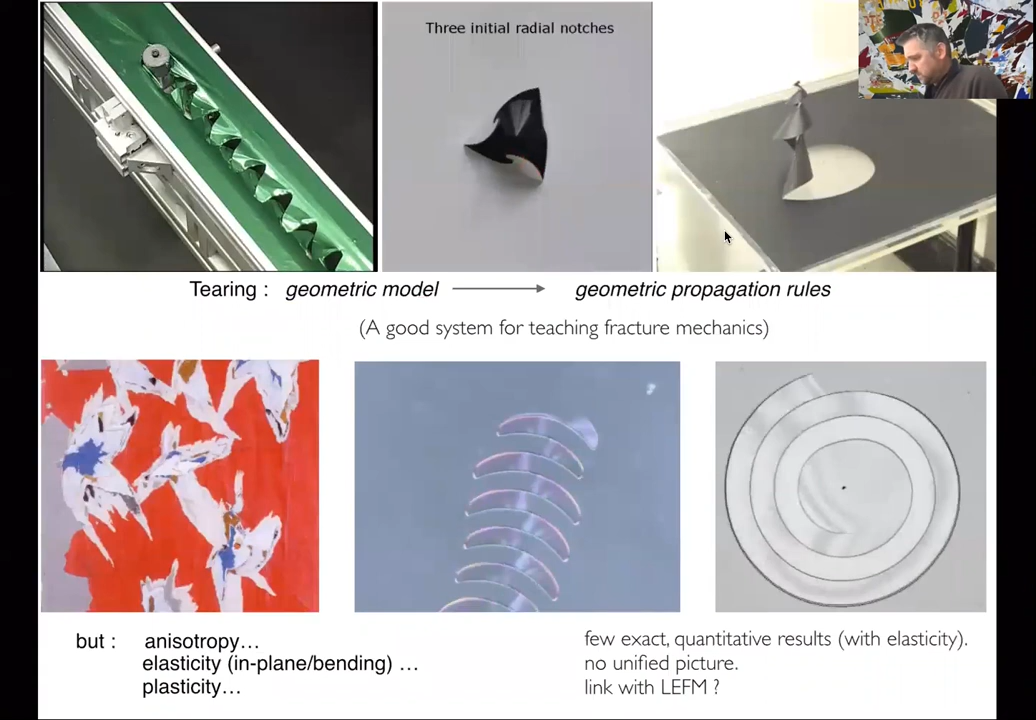 Three initial radial notches
Tearing : geometric model → geometric propagation rules
(A good system for teaching fracture mechanics)
but : anisotropy…
elasticity (in-plane/bending) …
plasticity…
few exact, quantitative results (with elasticity).
no unified picture.
link with LEFM ?